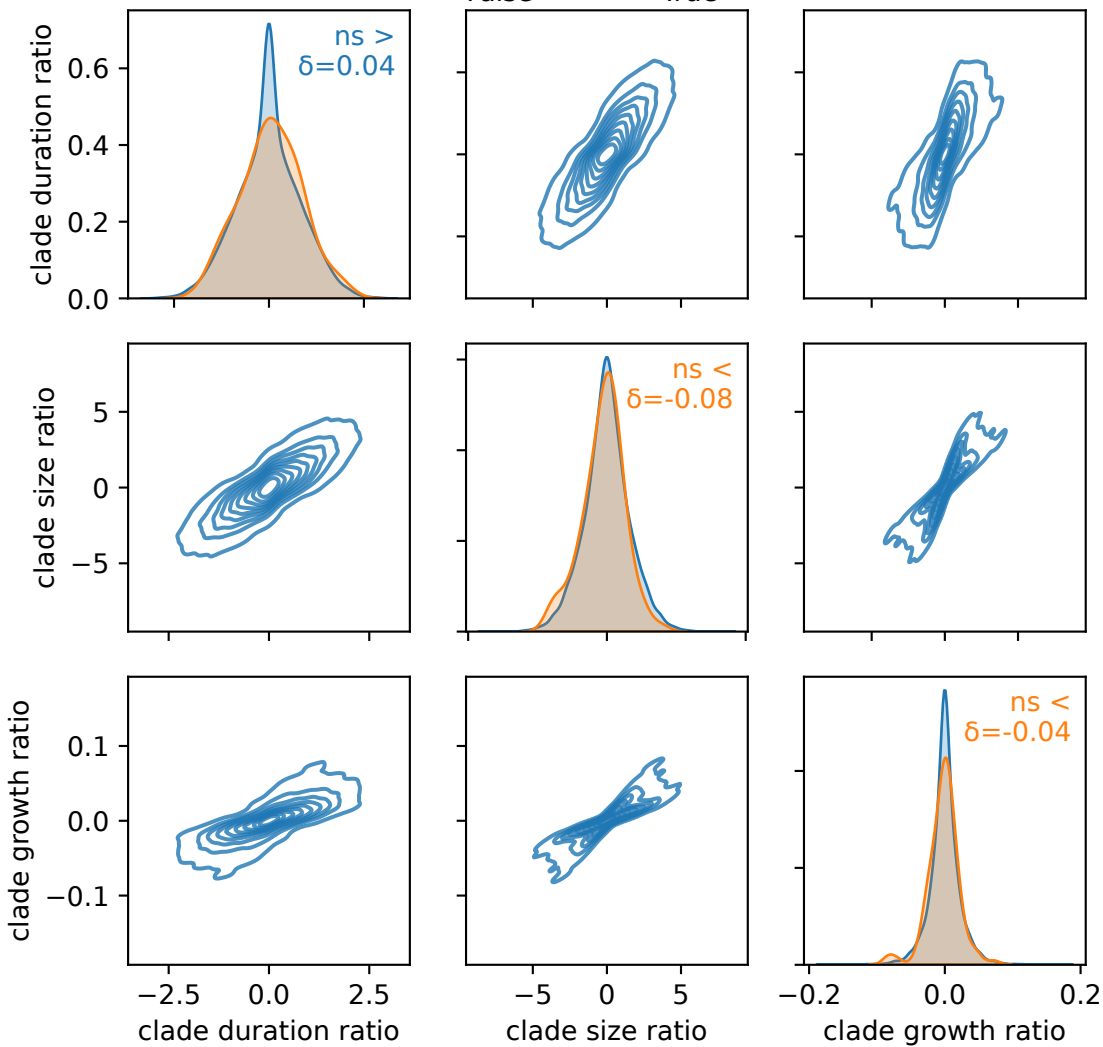 ns >
δ=0.04
clade duration ratio
0.6
0.4
0.2
0.0
ns <
δ=-0.08
clade size ratio
5
0
−5
ns <
δ=-0.04
clade growth ratio
0.1
0.0
−0.1
−2.5 0.0 2.5 −5 0 5 −0.2 0.0 0.2
clade duration ratio clade size ratio clade growth ratio